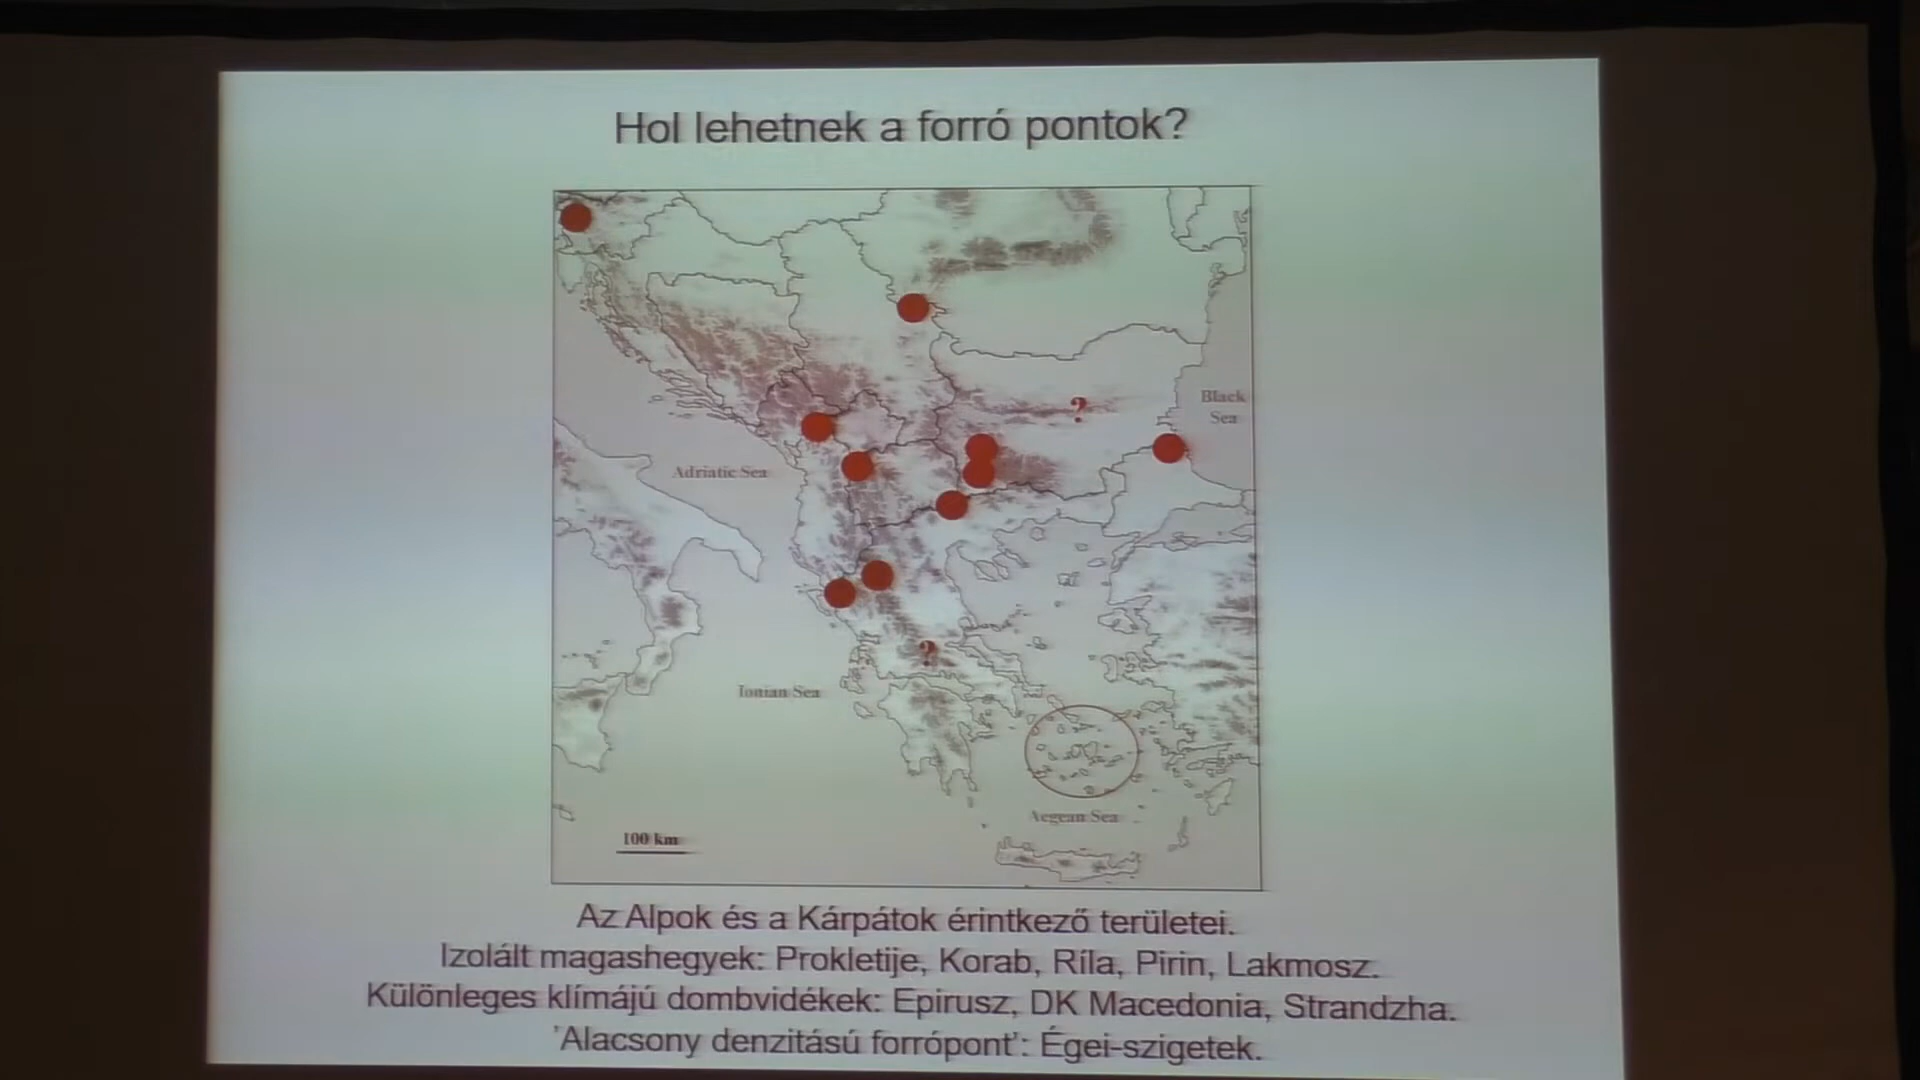 Hol lehetnek a forró pontok?
?
Black
Sea
Adriatic Sea
?
Ionian Sea
Aegean Sea
100 km
Az Alpok és a Kárpátok érintkező területei.
Izolált magashegyek: Prokletije, Korab, Ríla, Pirin, Lakmosz.
Különleges klímájú dombvidékek: Epirusz, DK Macedonia, Strandzha.
'Alacsony denzitású forrópont': Égei-szigetek.